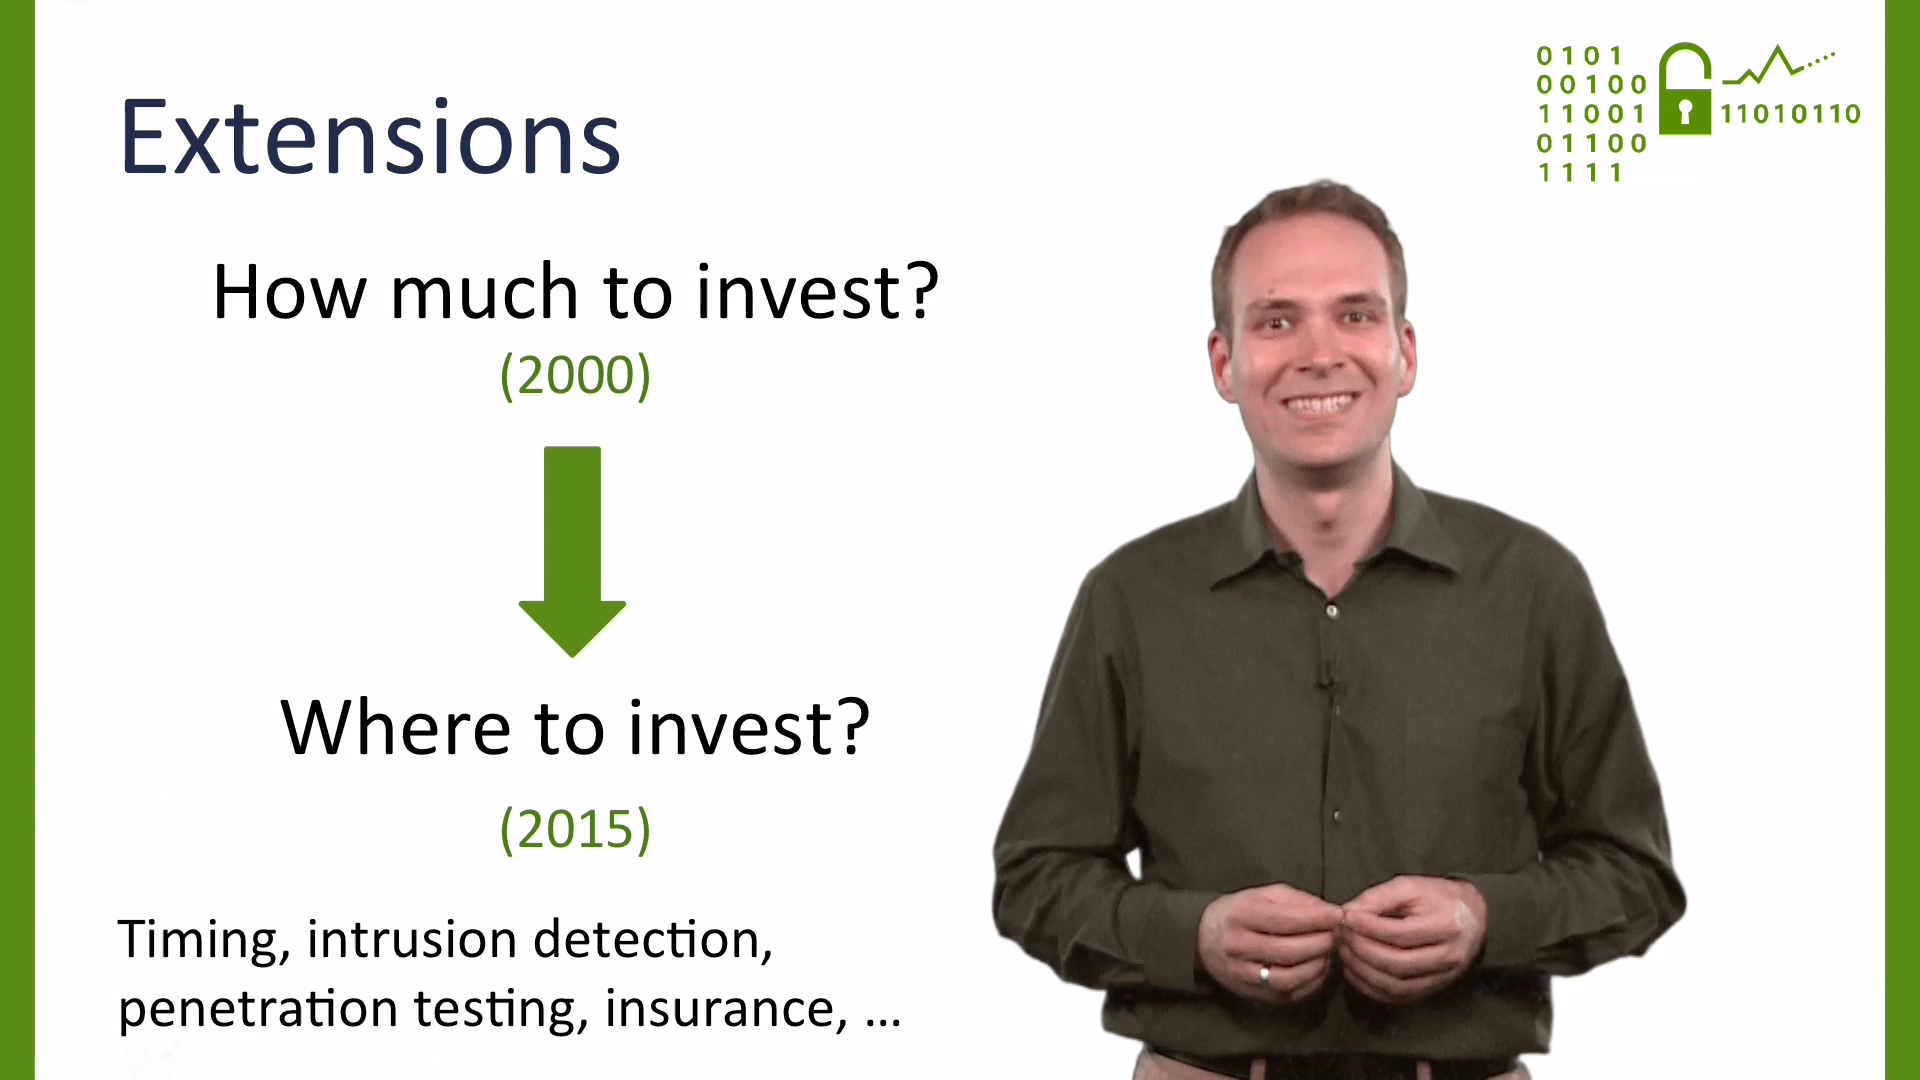 Extensions
How much to invest?
(2000)
Where to invest?
(2015)
Timing, intrusion detection,
penetration testing, insurance, ...
0101
00100
11001
01100
1111
11010110